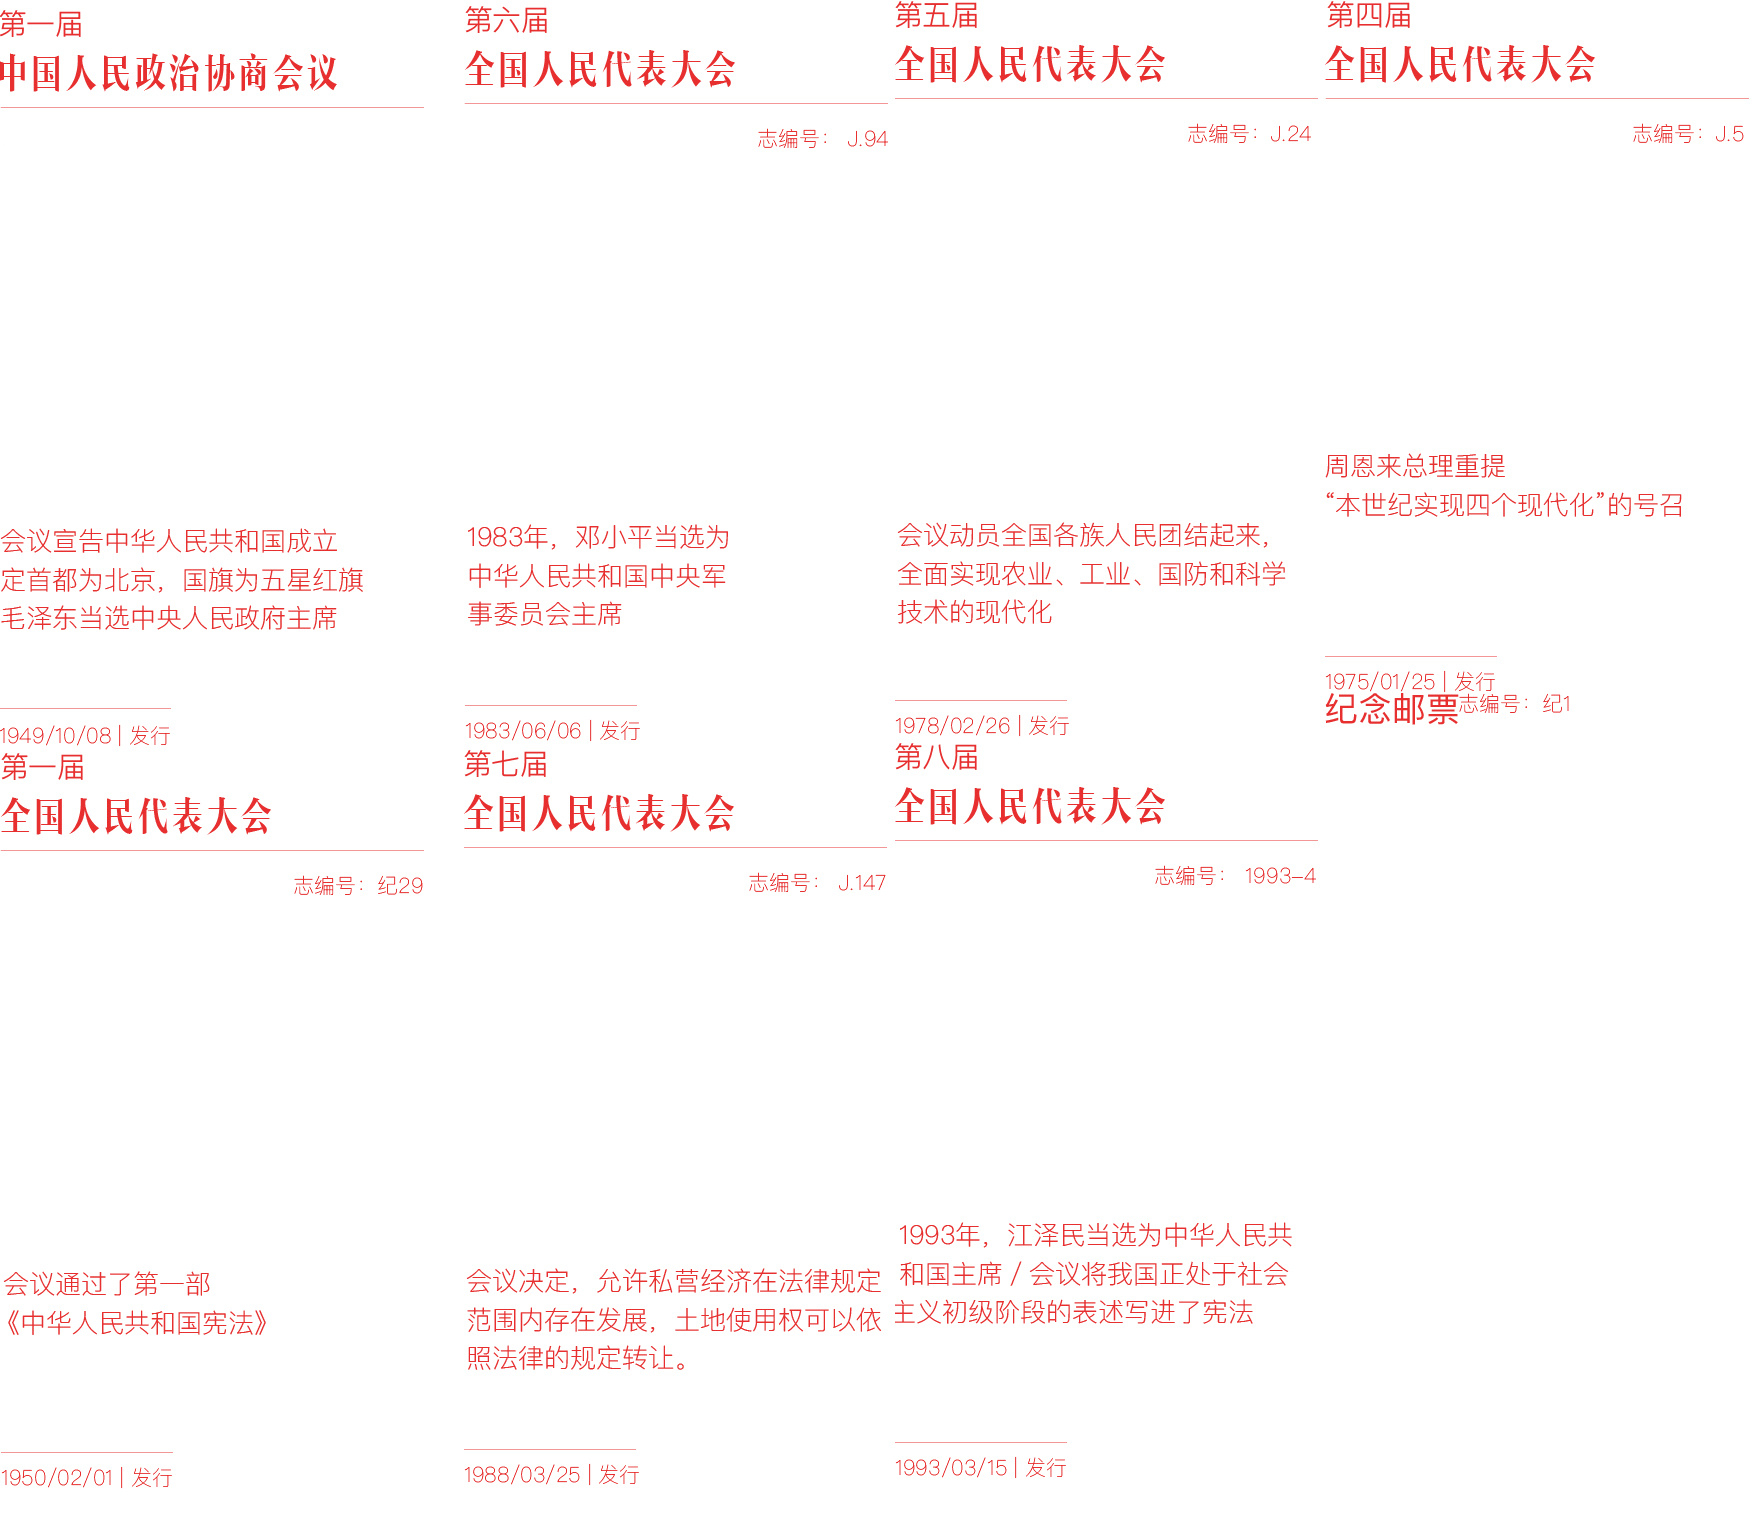 第一届
中国人民政治协商会议
会议宣告中华人民共和国成立
定首都为北京，国旗为五星红旗
毛泽东当选中央人民政府主席
1949/10/08 | 发行
第六届
全国人民代表大会
志编号： J.94
1983年，邓小平当选为
中华人民共和国中央军
事委员会主席
1983/06/06 | 发行
第五届
全国人民代表大会
志编号：J.24
会议动员全国各族人民团结起来，
全面实现农业、工业、国防和科学
技术的现代化
1978/02/26 | 发行
第四届
全国人民代表大会
志编号：J.5
周恩来总理重提
“本世纪实现四个现代化”的号召
1975/01/25 | 发行
纪念邮票志编号：纪1
第一届
全国人民代表大会
志编号：纪29
会议通过了第一部
《中华人民共和国宪法》
1950/02/01 | 发行
第七届
全国人民代表大会
志编号： J.147
会议决定，允许私营经济在法律规定
范围内存在发展，土地使用权可以依
照法律的规定转让。
1988/03/25 | 发行
第八届
全国人民代表大会
志编号： 1993-4
1993年，江泽民当选为中华人民共
和国主席 / 会议将我国正处于社会
主义初级阶段的表述写进了宪法
1993/03/15 | 发行